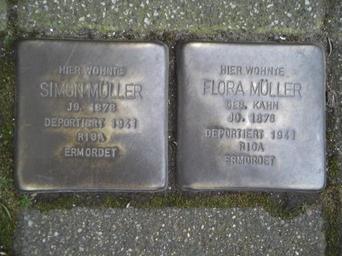 HIER WOHNTE
SIMON MÜLLER
JG. 1878
DEPORTIERT 1941
RIGA
ERMORDET
HIER WOHNTE
FLORA MÜLLER
GEB. KAHN
JG. 1878
DEPORTIERT 1941
RIGA
ERMORDET